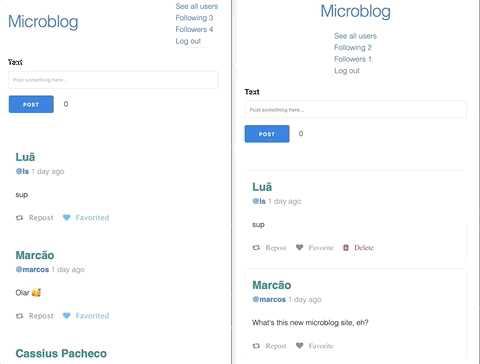 Microblog
See all users
Following 3
Followers 4
Log out
Text
Post something here...
POST
0
Luã
@ls 1 day ago
sup
Repost
Favorited
Marcão
@marcos 1 day ago
Olar 🥰
Repost
Favorited
Cassius Pacheco
Microblog
See all users
Following 2
Followers 1
Log out
Text
Post something here...
POST
0
Luã
@ls 1 day ago
sup
Repost
Favorite
Delete
Marcão
@marcos 1 day ago
What's this new microblog site, eh?
Repost
Favorite